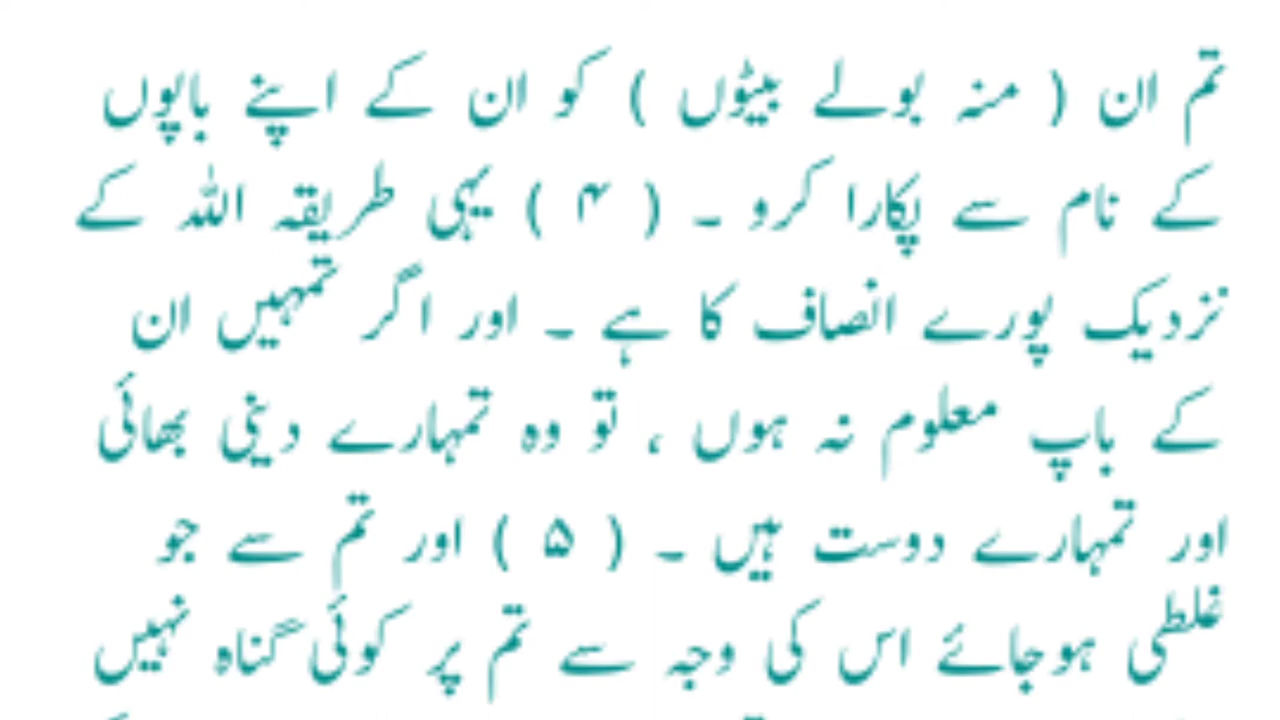 تم ان ( منہ بولے بیٹوں ) کو ان کے اپنے باپوں
کے نام سے پکارا کرو ۔ ( ۴ ) یہی طریقہ اللہ کے
نزدیک پورے انصاف کا ہے ۔ اور اگر تمہیں ان
کے باپ معلوم نہ ہوں ، تو وہ تمہارے دینی بھائی
اور تمہارے دوست ہیں ۔ ( ۵ ) اور تم سے جو
غلطی ہوجائے اس کی وجہ سے تم پر کوئی گناہ نہیں